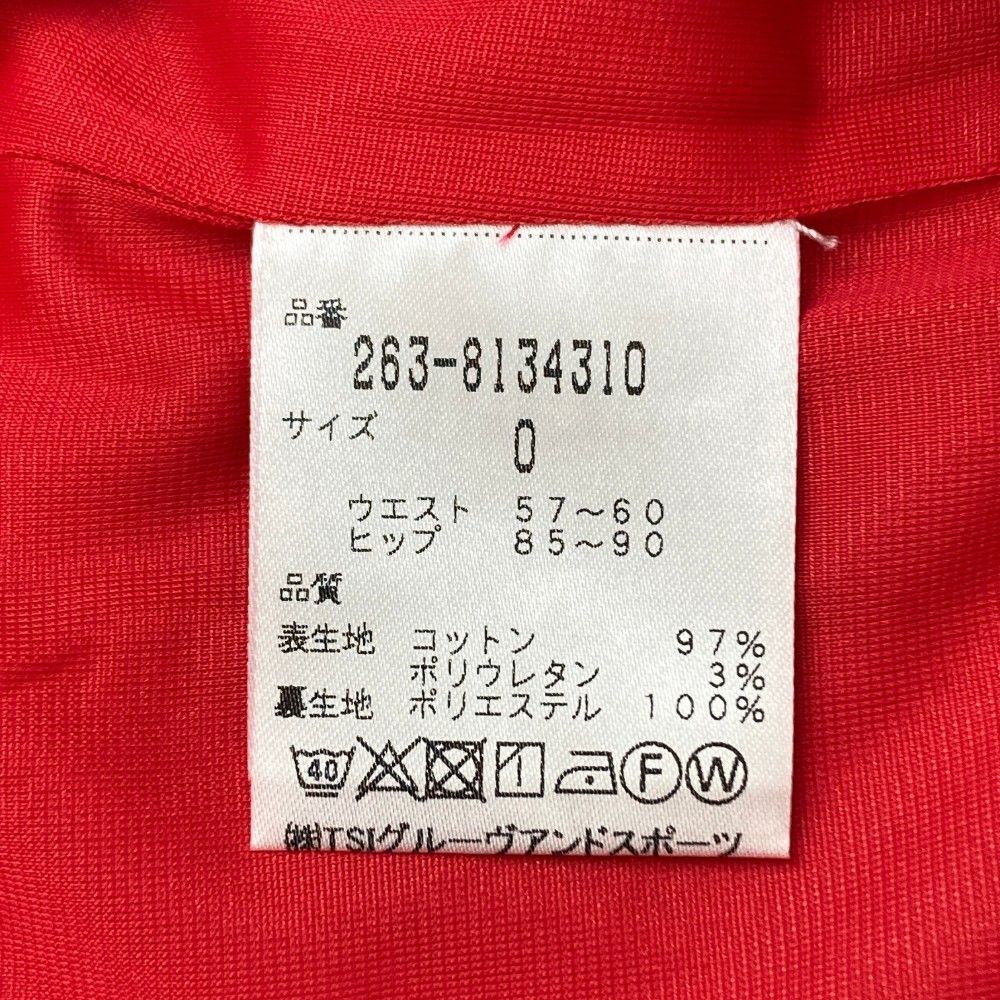 品番
263-8134310
サイズ
0
ウエスト 57～60
ヒップ 85～90
品質
表生地 コットン 97%
ポリウレタン 3%
裏生地 ポリエステル 100%
40 F W
㈱TSIグルーヴアンドスポーツ